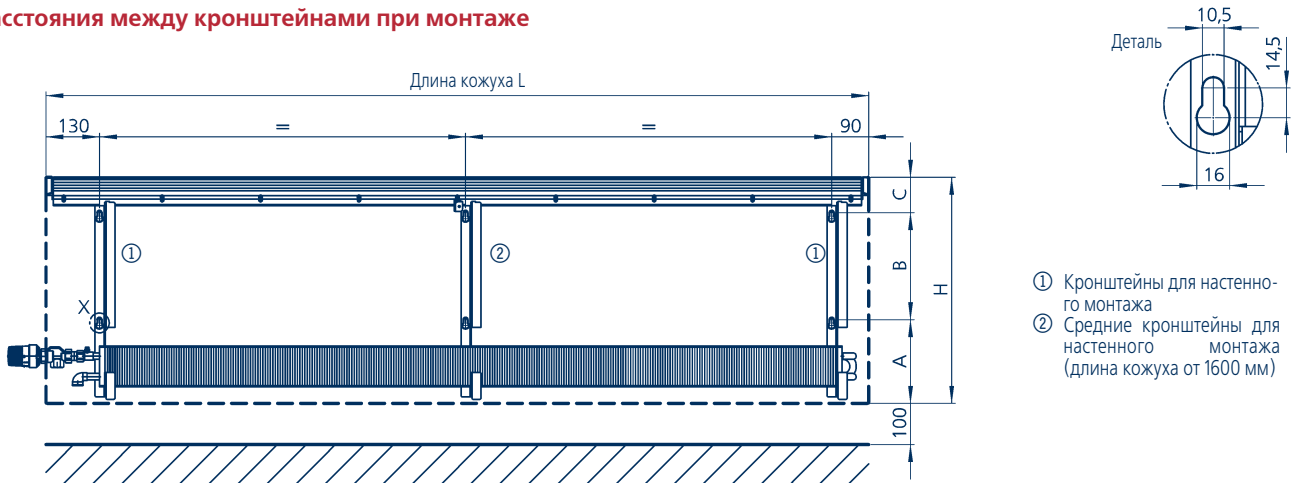 асстояния между кронштейнами при монтаже
10,5
Деталь
14,5
16
Длина кожуха L
130
=
=
90
C
①
②
①
B
H
X
A
100
① Кронштейны для настенно-
го монтажа
② Средние кронштейны для
настенного монтажа
(длина кожуха от 1600 мм)